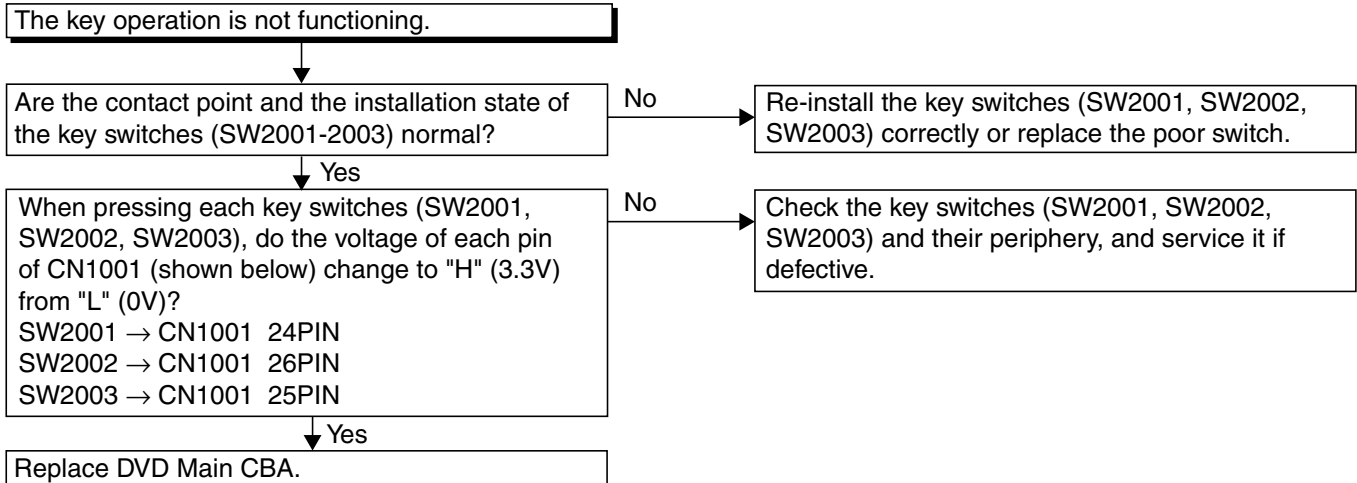 The key operation is not functioning.
Are the contact point and the installation state of
the key switches (SW2001-2003) normal?
No
Re-install the key switches (SW2001, SW2002,
SW2003) correctly or replace the poor switch.
Yes
When pressing each key switches (SW2001,
SW2002, SW2003), do the voltage of each pin
of CN1001 (shown below) change to "H" (3.3V)
from "L" (0V)?
SW2001 → CN1001 24PIN
SW2002 → CN1001 26PIN
SW2003 → CN1001 25PIN
No
Check the key switches (SW2001, SW2002,
SW2003) and their periphery, and service it if
defective.
Yes
Replace DVD Main CBA.